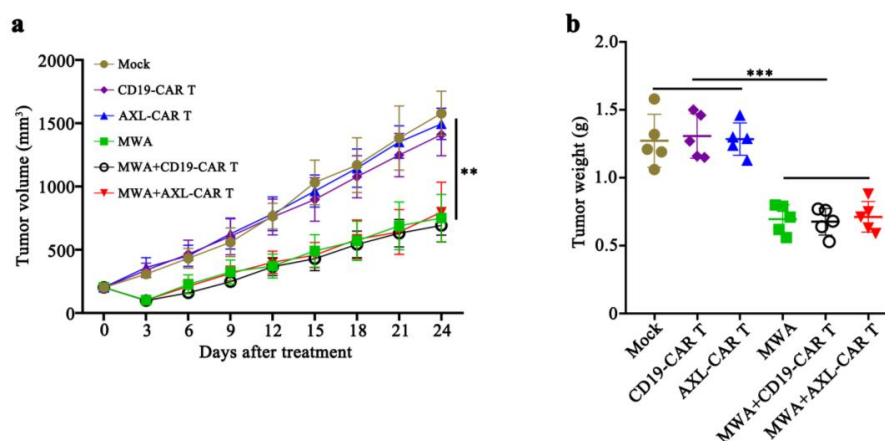 a
Tumor volume (mm³)
2000
1500
1000
500
0
Mock
CD19-CAR T
AXL-CAR T
MWA
MWA+CD19-CAR T
MWA+AXL-CAR T
**
0 3 6 9 12 15 18 21 24
Days after treatment
b
Tumor weight (g)
2.0
1.5
1.0
0.5
0.0
***
Mock
CD19-CAR T
AXL-CAR T
MWA
MWA+CD19-CAR T
MWA+AXL-CAR T